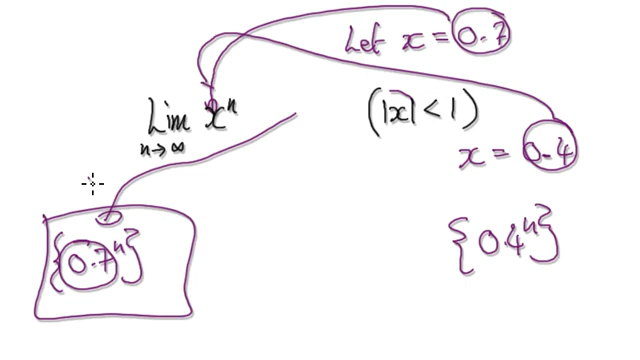 Let x = 0.7
Lim x^n (|x| < 1)
n→∞
x = 0.4
{0.7^n}
{0.4^n}